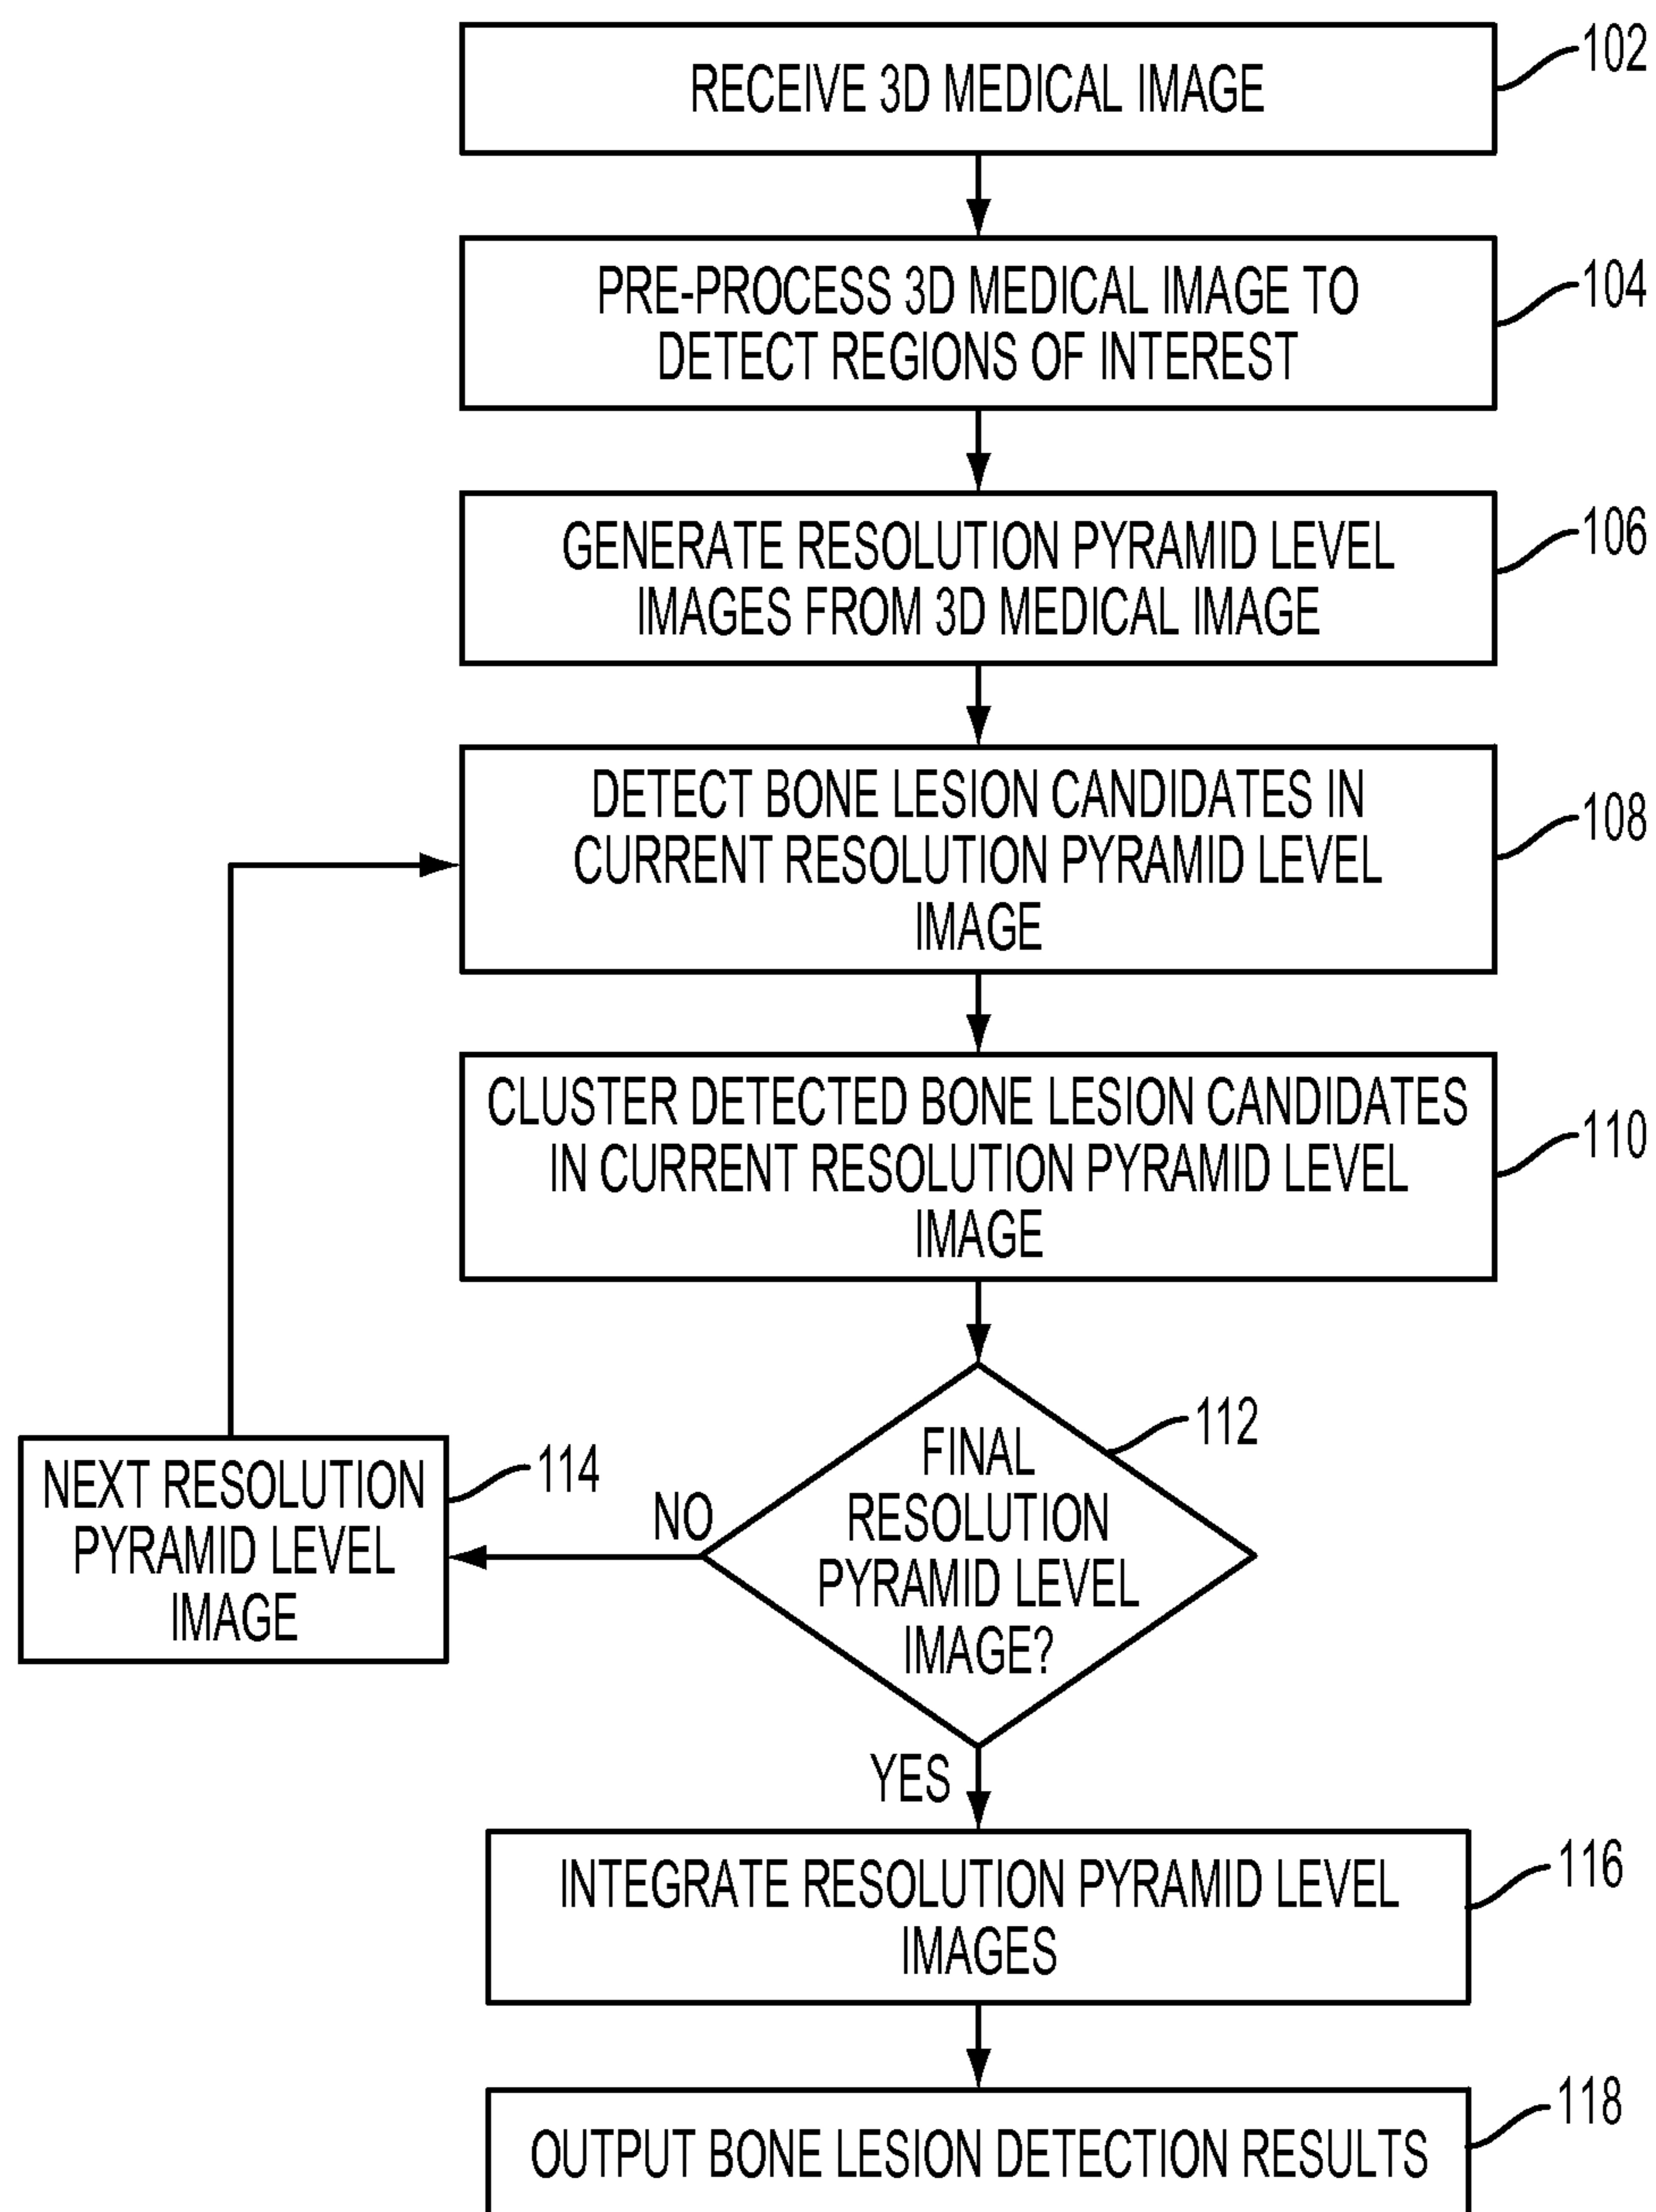 RECEIVE 3D MEDICAL IMAGE
102
PRE-PROCESS 3D MEDICAL IMAGE TO
DETECT REGIONS OF INTEREST
104
GENERATE RESOLUTION PYRAMID LEVEL
IMAGES FROM 3D MEDICAL IMAGE
106
DETECT BONE LESION CANDIDATES IN
CURRENT RESOLUTION PYRAMID LEVEL
IMAGE
108
CLUSTER DETECTED BONE LESION CANDIDATES
IN CURRENT RESOLUTION PYRAMID LEVEL
IMAGE
110
FINAL
RESOLUTION
PYRAMID LEVEL
IMAGE?
112
NO
NEXT RESOLUTION
PYRAMID LEVEL
IMAGE
114
YES
INTEGRATE RESOLUTION PYRAMID LEVEL
IMAGES
116
OUTPUT BONE LESION DETECTION RESULTS
118